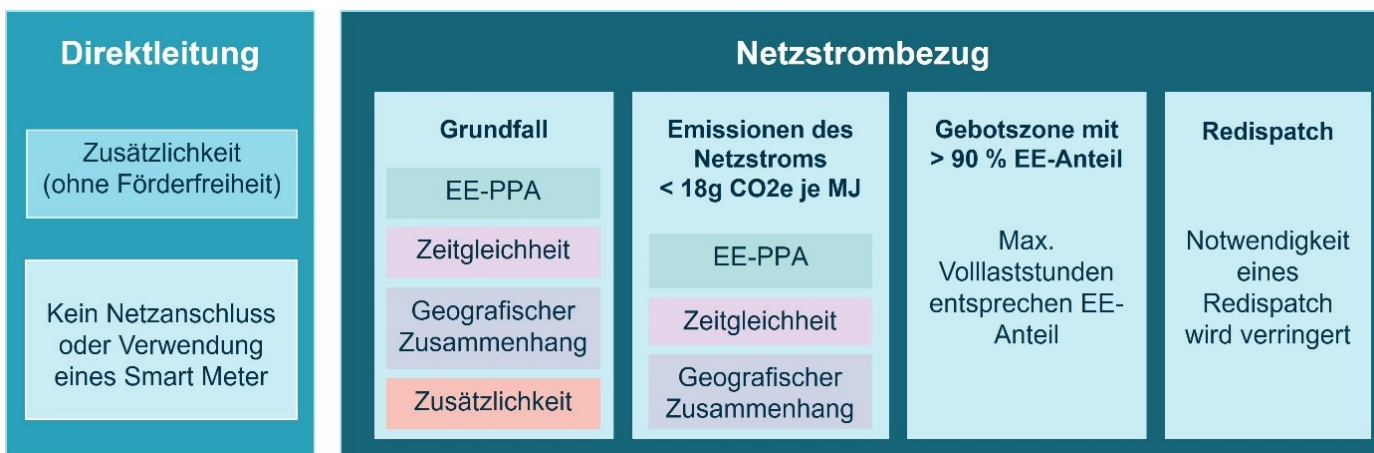 Direktleitung
Zusätzlichkeit
(ohne Förderfreiheit)
Kein Netzanschluss
oder Verwendung
eines Smart Meter
Netzstrombezug
Grundfall
EE-PPA
Zeitgleichheit
Geografischer
Zusammenhang
Zusätzlichkeit
Emissionen des
Netzstroms
< 18g CO2e je MJ
EE-PPA
Zeitgleichheit
Geografischer
Zusammenhang
Gebotszone mit
> 90 % EE-Anteil
Max.
Volllaststunden
entsprechen EE-
Anteil
Redispatch
Notwendigkeit
eines
Redispatch
wird verringert